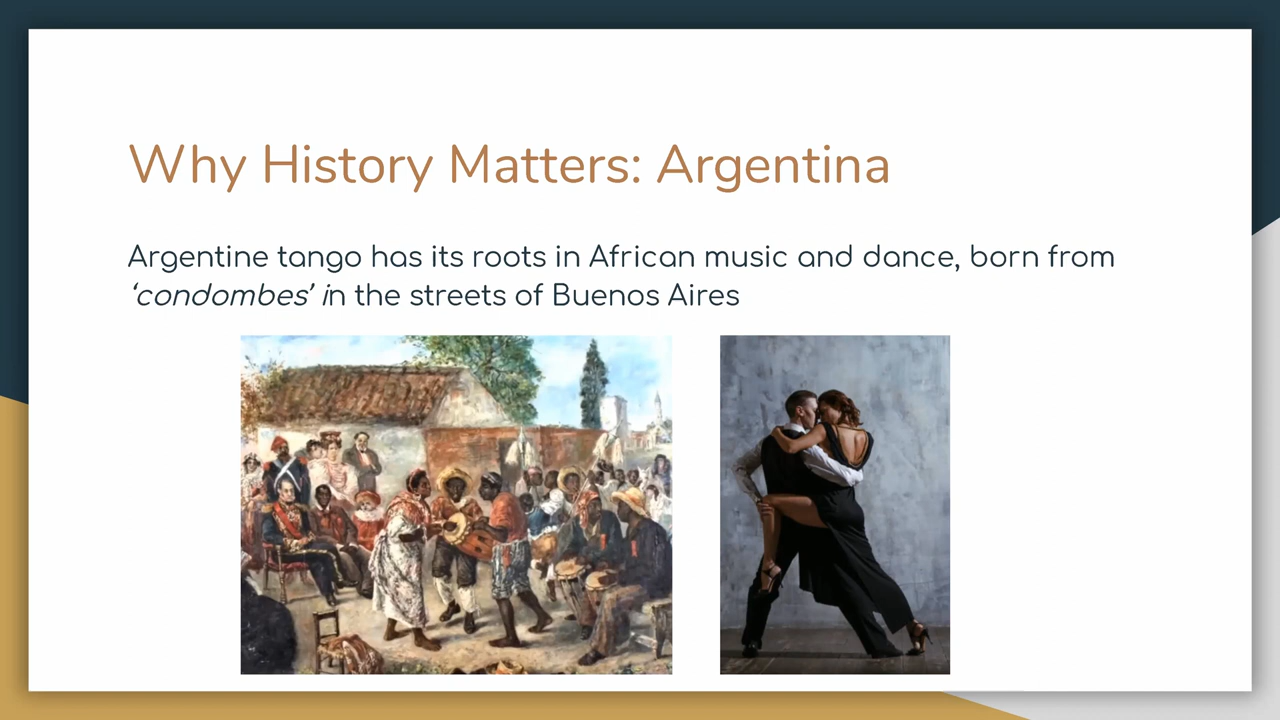 Why History Matters: Argentina
Argentine tango has its roots in African music and dance, born from
‘condombes’ in the streets of Buenos Aires